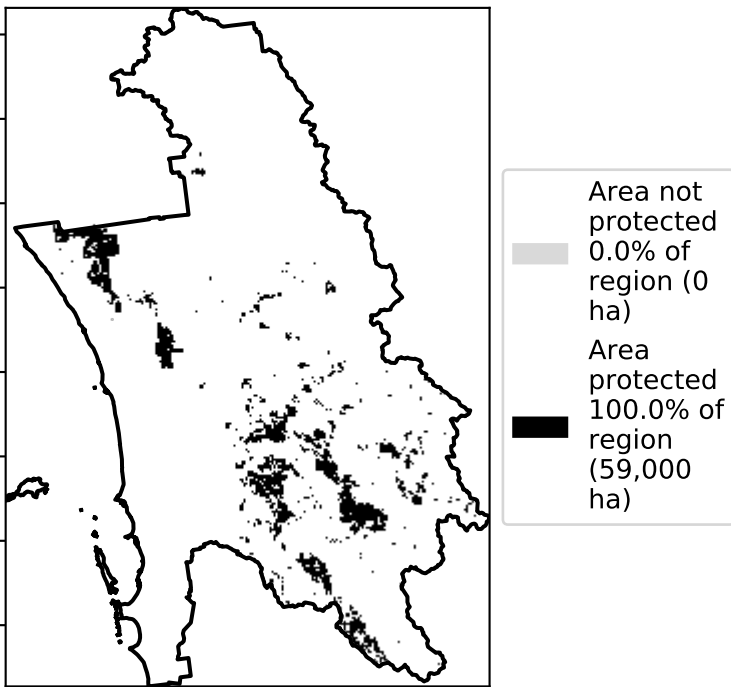 Area not
protected
0.0% of
region (0
ha)
Area
protected
100.0% of
region
(59,000
ha)